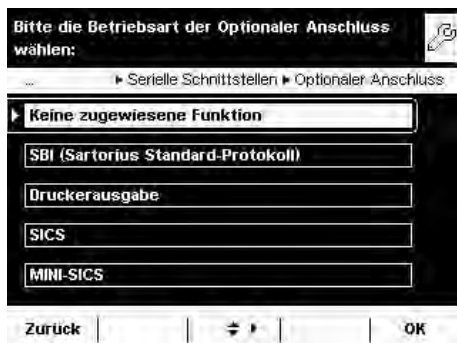 Bitte die Betriebsart der Optionaler Anschluss
wählen:
... ▸ Serielle Schnittstellen ▸ Optionaler Anschluss
Keine zugewiesene Funktion
SBI (Sartorius Standard-Protokoll)
Druckerausgabe
SICS
MINI-SICS
Zurück OK